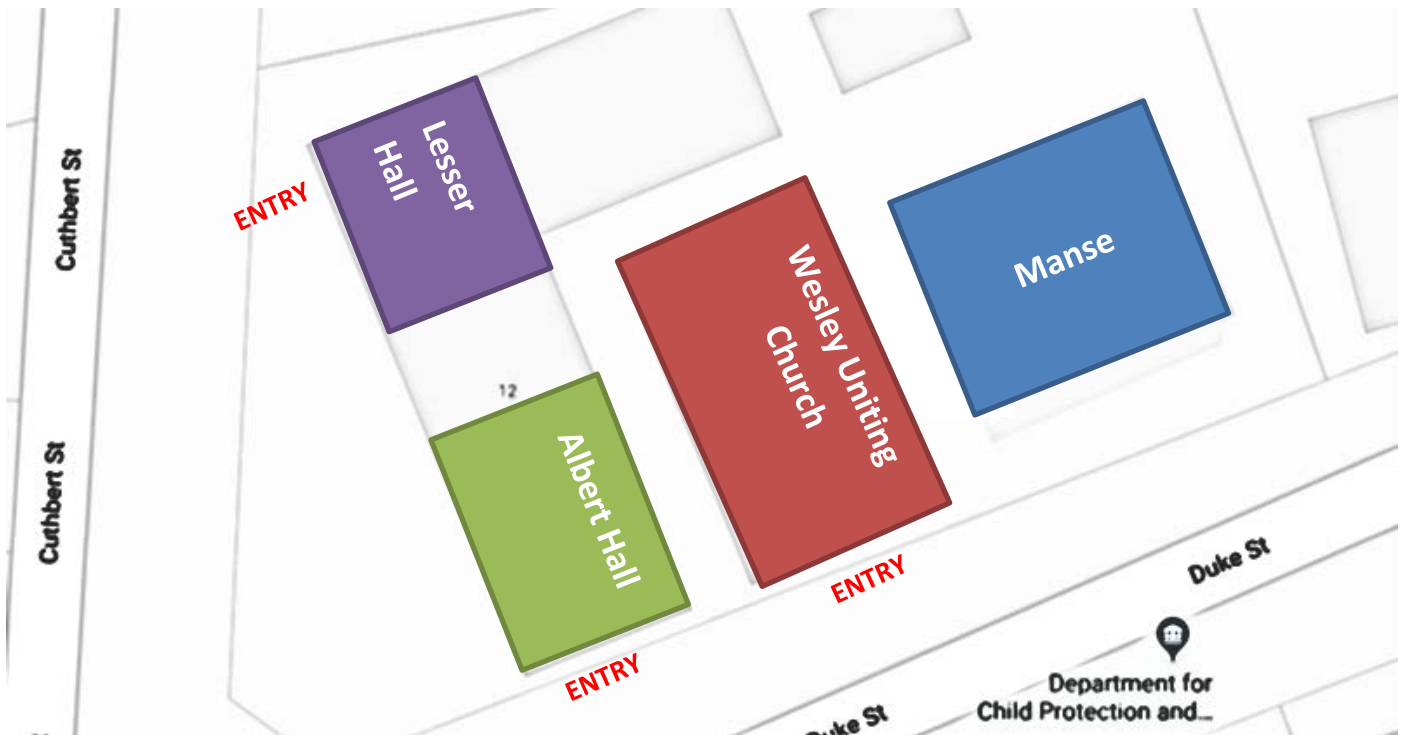 Cuthbert St
Cuthbert St
ENTRY
Lesser
Hall
12
Albert Hall
ENTRY
Wesley Uniting
Church
ENTRY
Manse
Duke St
Duke St
Department for
Child Protection and...